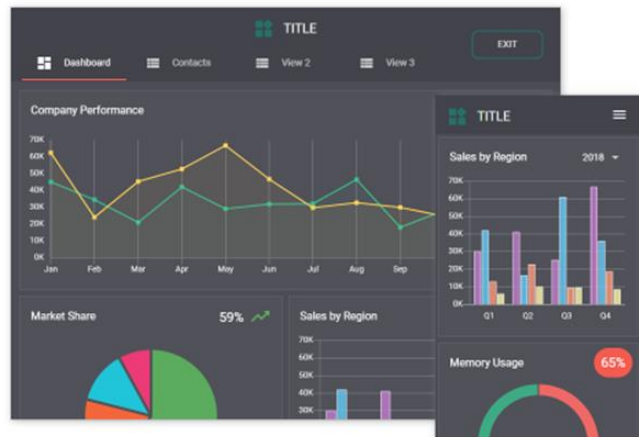 TITLE
EXIT
Dashboard Contacts View 2 View 3
Company Performance
70K
60K
50K
40K
30K
20K
10K
0K
Jan Feb Mar Apr May Jun Jul Aug Sep
Market Share 59%
Sales by Region
70K
60K
50K
40K
30K
TITLE
Sales by Region 2018
70K
60K
50K
40K
30K
20K
10K
0K
Q1 Q2 Q3 Q4
Memory Usage 65%